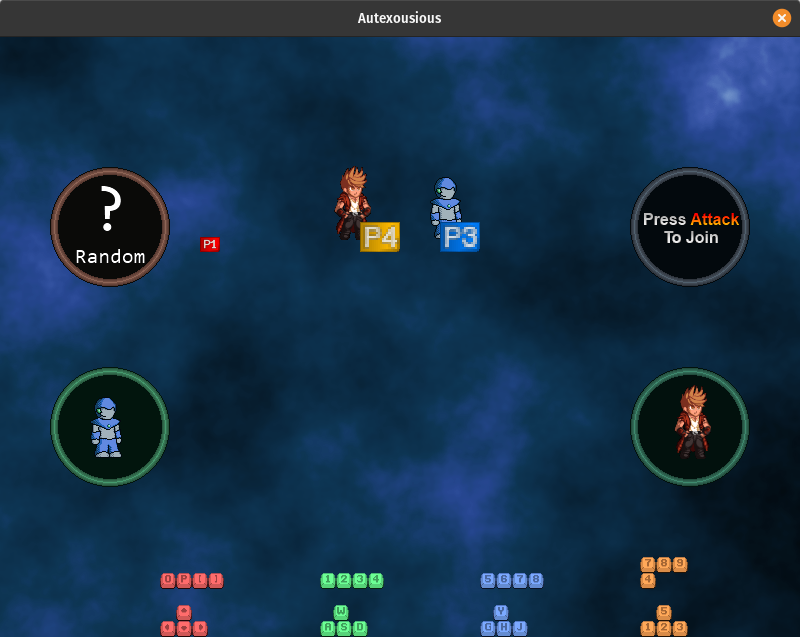 Autexousious
?
Random
P1
P4
P3
Press Attack
To Join
7 8 9
O P [ ]
1 2 3 4
5 6 7 8
4
W
Y
5
A S D
G H J
1 2 3